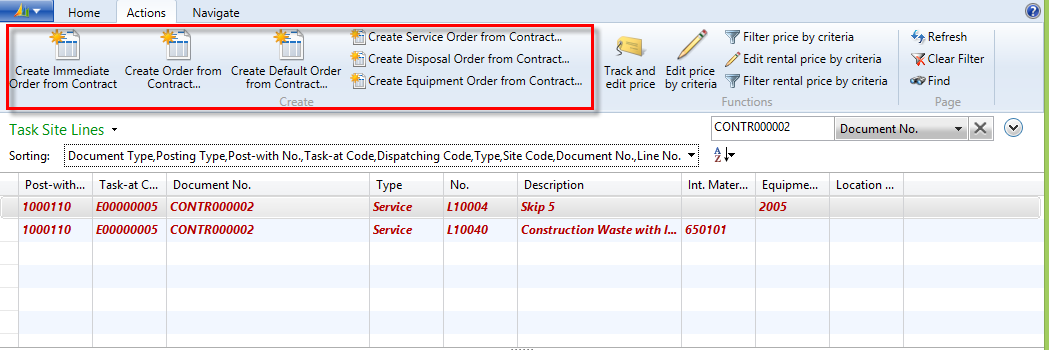 Home Actions Navigate
Create Immediate Order from Contract
Create Order from Contract...
Create Default Order from Contract...
Create Service Order from Contract...
Create Disposal Order from Contract...
Create Equipment Order from Contract...
Create
Track and edit price
Edit price by criteria
Filter price by criteria
Edit rental price by criteria
Filter rental price by criteria
Functions
Refresh
Clear Filter
Find
Page
Task Site Lines
CONTR000002 Document No.
Sorting: Document Type,Posting Type,Post-with No.,Task-at Code,Dispatching Code,Type,Site Code,Document No.,Line No. A Z
Post-with... Task-at C... Document No. Type No. Description Int. Mater... Equipme... Location ...
1000110 E00000005 CONTR000002 Service L10004 Skip 5 2005
1000110 E00000005 CONTR000002 Service L10040 Construction Waste with I... 650101